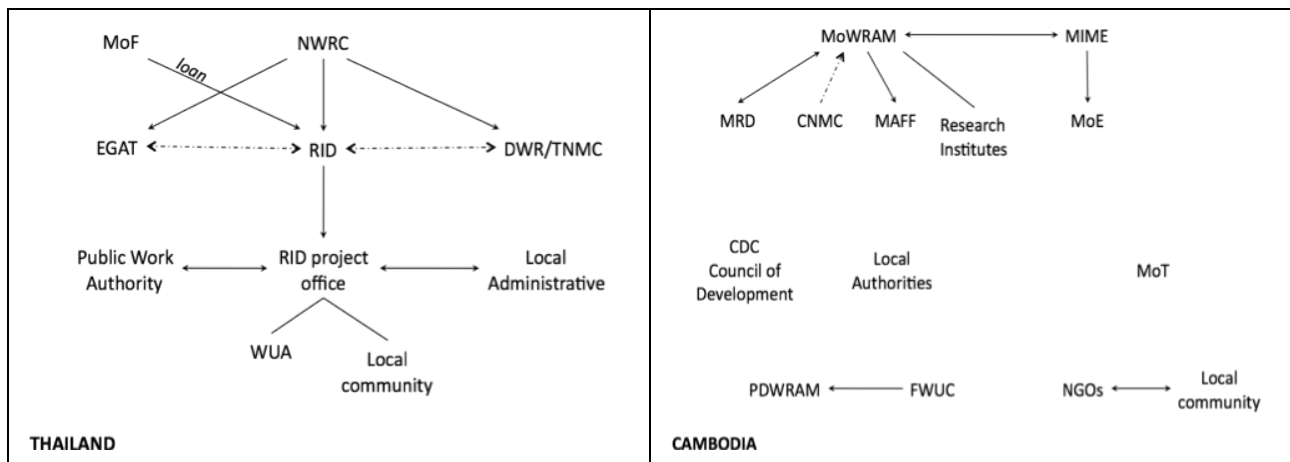 MoF
NWRC
loan
EGAT
RID
DWR/TNMC
Public Work
Authority
RID project
office
Local
Administrative
WUA
Local
community
THAILAND
MoWRAM
MIME
MRD
CNMC
MAFF
Research
Institutes
MoE
CDC
Council of
Development
Local
Authorities
MoT
PDWRAM
FWUC
NGOs
Local
community
CAMBODIA